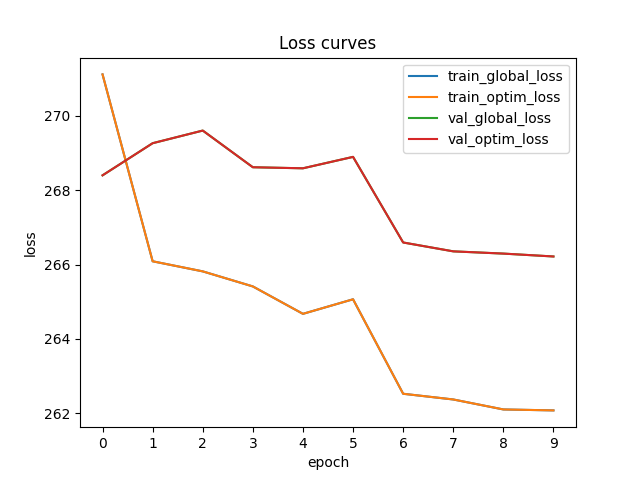 Loss curves
train_global_loss
train_optim_loss
val_global_loss
val_optim_loss
270
268
266
264
262
loss
0 1 2 3 4 5 6 7 8 9
epoch